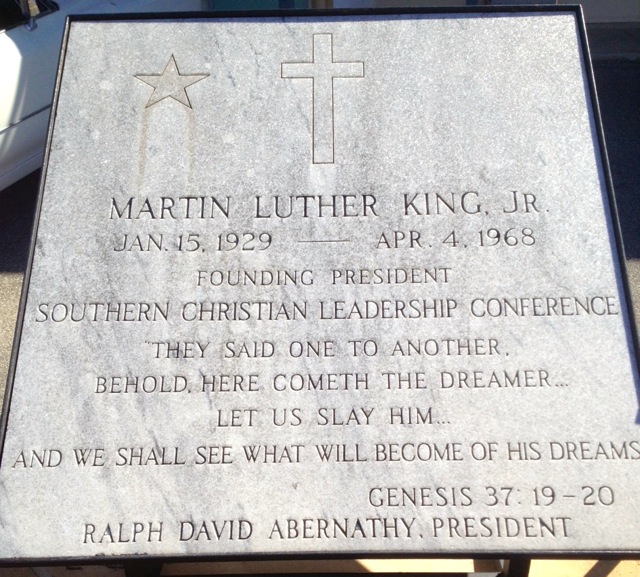 MARTIN LUTHER KING, JR.
JAN. 15, 1929 — APR. 4, 1968
FOUNDING PRESIDENT
SOUTHERN CHRISTIAN LEADERSHIP CONFERENCE
"THEY SAID ONE TO ANOTHER,
BEHOLD, HERE COMETH THE DREAMER...
LET US SLAY HIM...
AND WE SHALL SEE WHAT WILL BECOME OF HIS DREAMS
GENESIS 37: 19-20
RALPH DAVID ABERNATHY, PRESIDENT